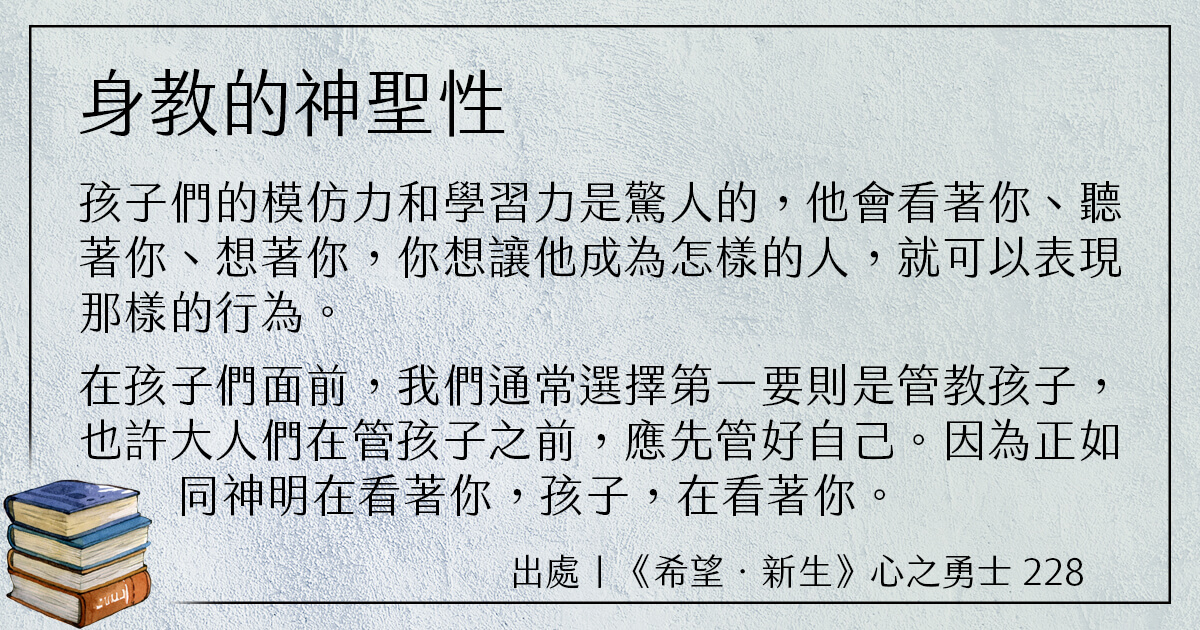 身教的神聖性
孩子們的模仿力和學習力是驚人的，他會看著你、聽
著你、想著你，你想讓他成為怎樣的人，就可以表現
那樣的行為。
在孩子們面前，我們通常選擇第一要則是管教孩子，
也許大人們在管孩子之前，應先管好自己。因為正如
同神明在看著你，孩子，在看著你。
出處｜《希望．新生》心之勇士 228